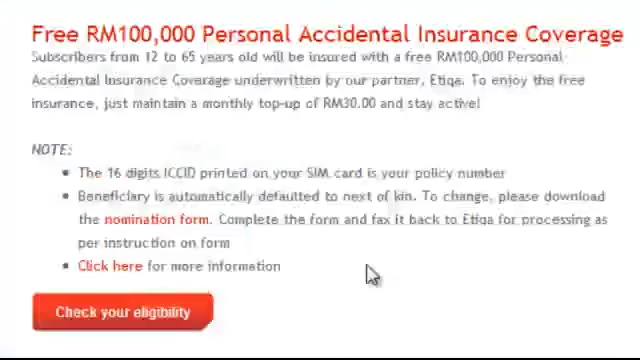 Free RM100,000 Personal Accidental Insurance Coverage
Subscribers from 12 to 65 years old will be insured with a free RM100,000 Personal
Accidental Insurance Coverage underwritten by our partner, Etiqa. To enjoy the free
insurance, just maintain a monthly top-up of RM30.00 and stay active!
NOTE:
The 16 digits ICCID printed on your SIM card is your policy number
Beneficiary is automatically defaulted to next of kin. To change, please download
the nomination form. Complete the form and fax it back to Etiqa for processing as
per instruction on form
Click here for more information
Check your eligibility